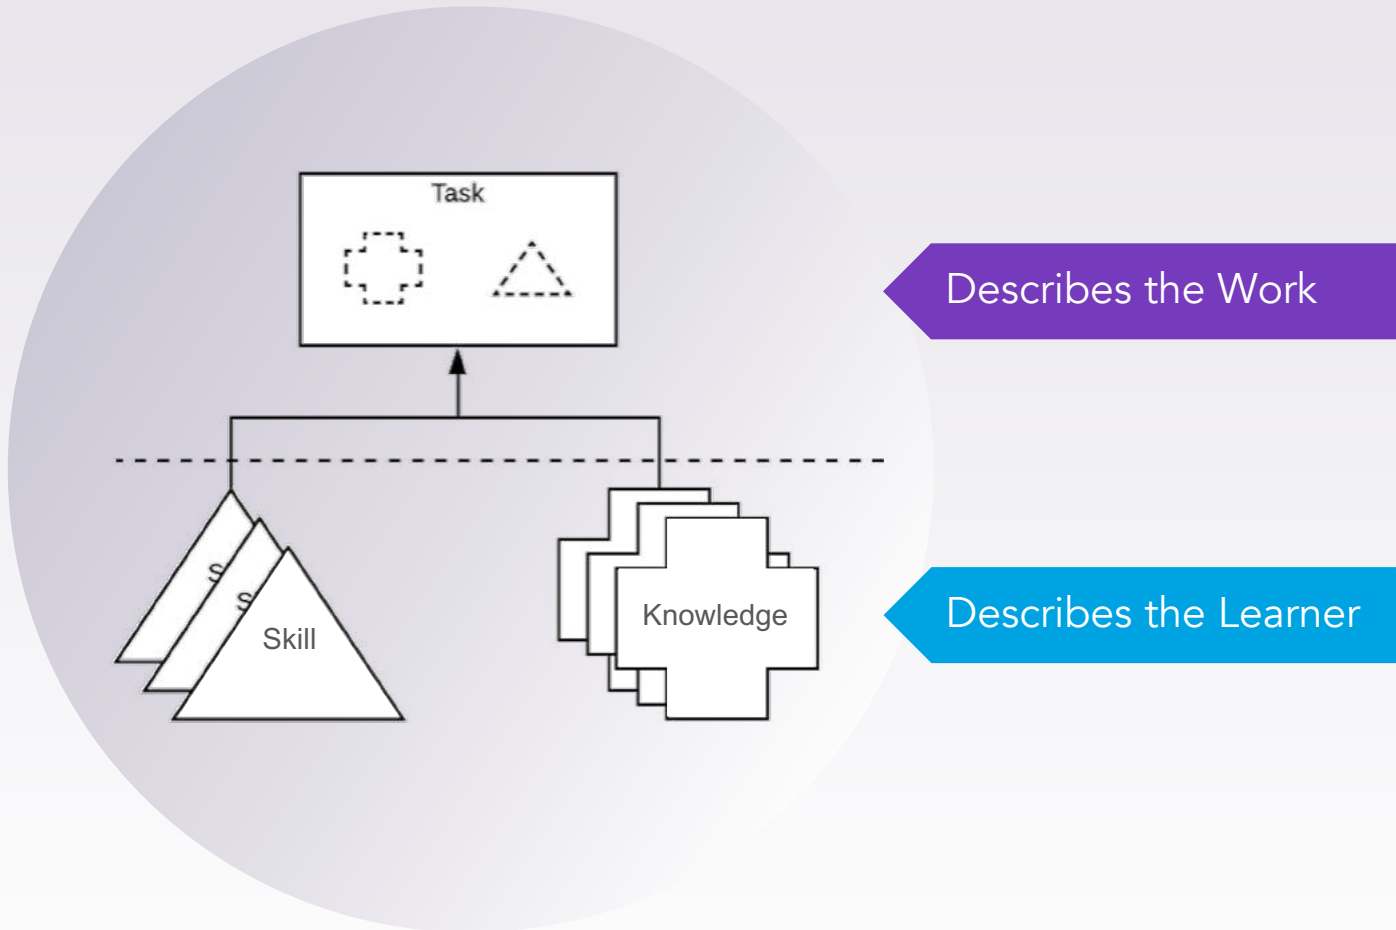 Task
Describes the Work
S
S
Skill
Knowledge
Describes the Learner